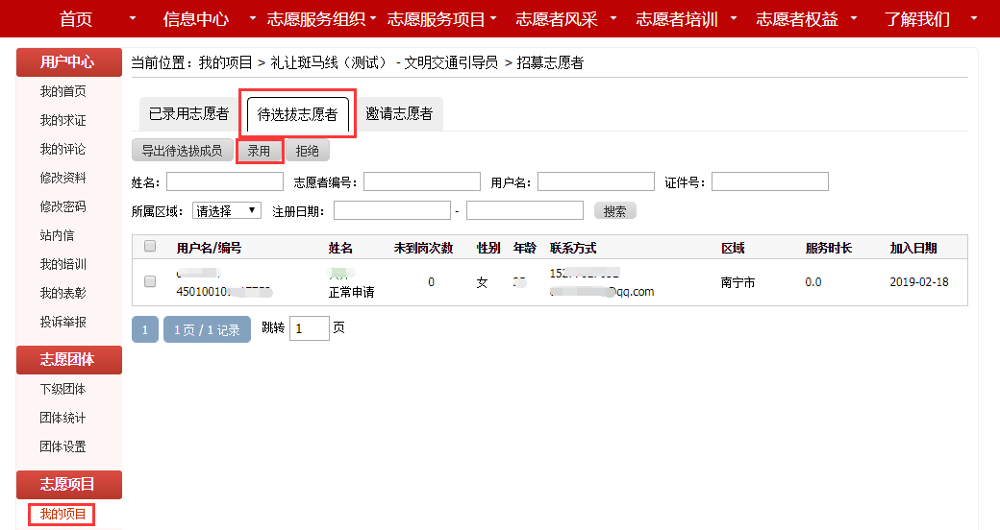 首页 信息中心 志愿服务组织 志愿服务项目 志愿者风采 志愿者培训 志愿者权益 了解我们
用户中心
我的首页
我的求证
我的评论
修改资料
修改密码
站内信
我的培训
我的表彰
投诉举报
志愿团体
下级团体
团体统计
团体设置
志愿项目
我的项目
当前位置：我的项目 > 礼让斑马线（测试） - 文明交通引导员 > 招募志愿者
已录用志愿者 待选拔志愿者 邀请志愿者
导出待选拔成员 录用 拒绝
姓名： 志愿者编号： 用户名： 证件号：
所属区域： 请选择 注册日期： - 搜索
用户名/编号 姓名 未到岗次数 性别 年龄 联系方式 区域 服务时长 加入日期
0 女 南宁市 0.0 2019-02-18
正常申请 @qq.com
1 1 页 / 1 记录 跳转 1 页